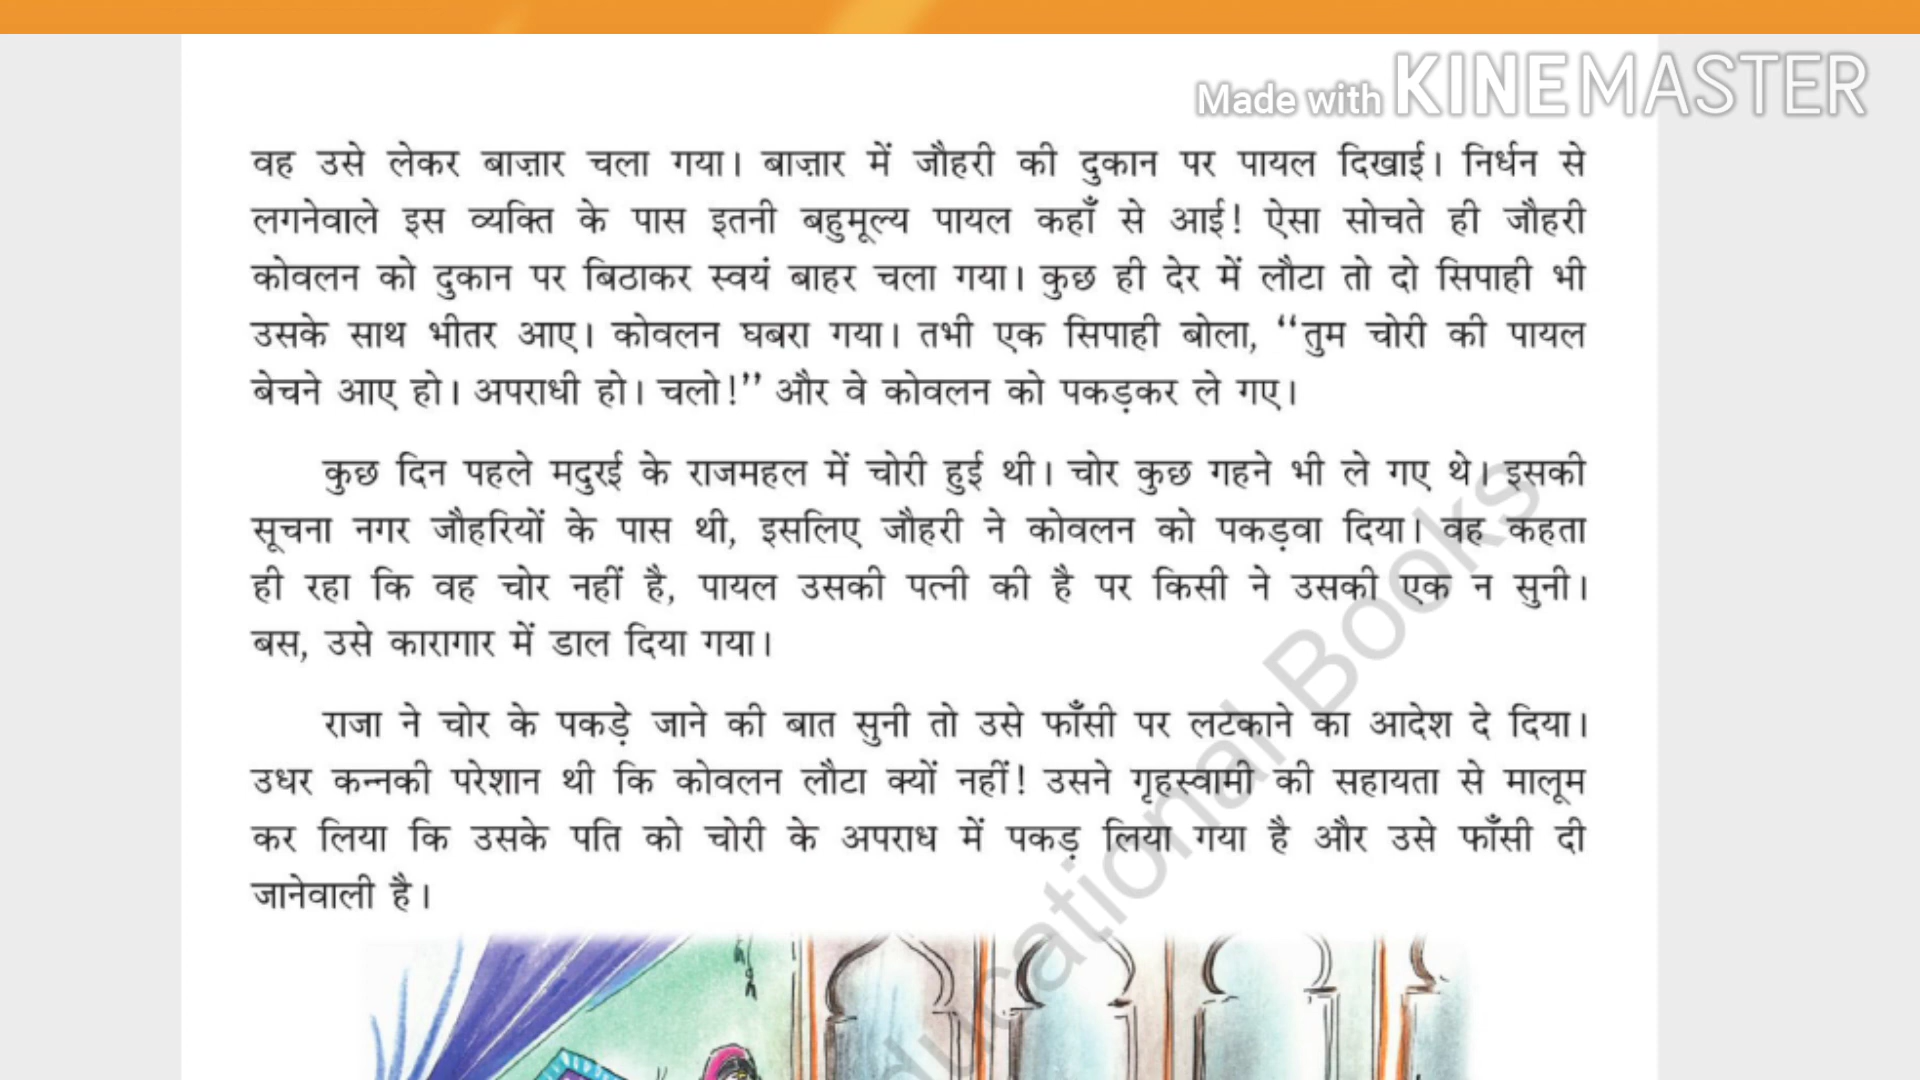 Made with KINEMASTER
वह उसे लेकर बाज़ार चला गया। बाज़ार में जौहरी की दुकान पर पायल दिखाई। निर्धन से
लगनेवाले इस व्यक्ति के पास इतनी बहुमूल्य पायल कहाँ से आई! ऐसा सोचते ही जौहरी
कोवलन को दुकान पर बिठाकर स्वयं बाहर चला गया। कुछ ही देर में लौटा तो दो सिपाही भी
उसके साथ भीतर आए। कोवलन घबरा गया। तभी एक सिपाही बोला, “तुम चोरी की पायल
बेचने आए हो। अपराधी हो। चलो!” और वे कोवलन को पकड़कर ले गए।
कुछ दिन पहले मदुरई के राजमहल में चोरी हुई थी। चोर कुछ गहने भी ले गए थे। इसकी
सूचना नगर जौहरियों के पास थी, इसलिए जौहरी ने कोवलन को पकड़वा दिया। वह कहता
ही रहा कि वह चोर नहीं है, पायल उसकी पत्नी की है पर किसी ने उसकी एक न सुनी।
बस, उसे कारागार में डाल दिया गया।
राजा ने चोर के पकड़े जाने की बात सुनी तो उसे फाँसी पर लटकाने का आदेश दे दिया।
उधर कन्नकी परेशान थी कि कोवलन लौटा क्यों नहीं! उसने गृहस्वामी की सहायता से मालूम
कर लिया कि उसके पति को चोरी के अपराध में पकड़ लिया गया है और उसे फाँसी दी
जानेवाली है।
ducational Books